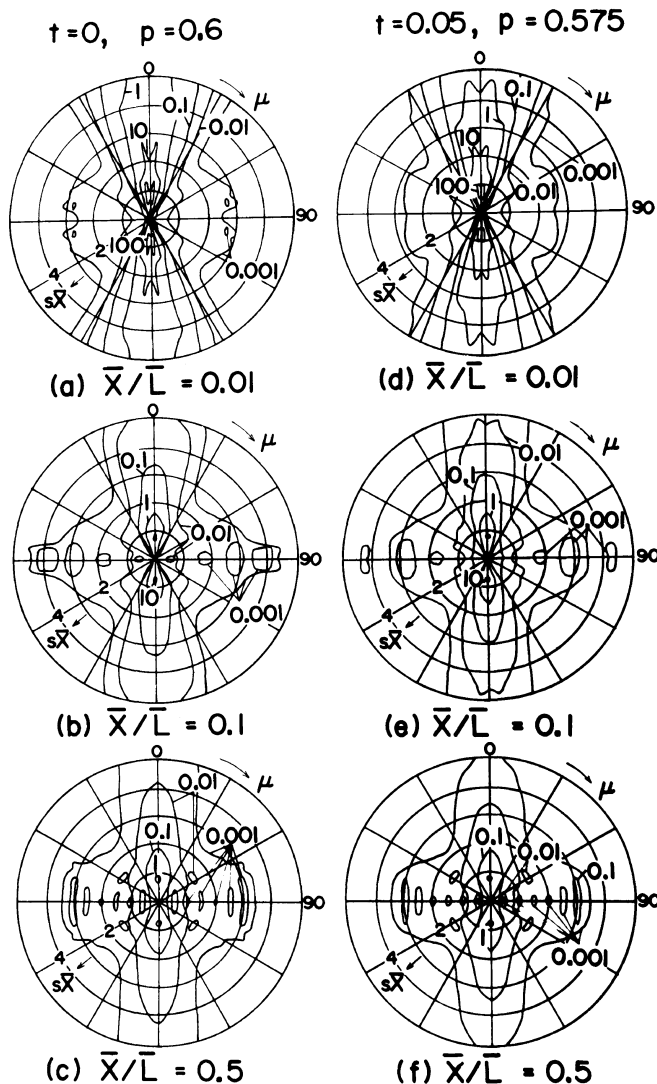 t=0, p=0.6
t=0.05, p=0.575
0
μ
1
0.1
0.01
10
90
100
2
4
sX̅
0.001
(a) X̅/L̅ = 0.01
0
μ
0.1
1
10
0.001
100
0.01
90
2
4
sX̅
(d) X̅/L̅ = 0.01
0
μ
0.1
1
0.01
90
10
2
4
sX̅
0.001
(b) X̅/L̅ = 0.1
0
μ
0.01
0.1
1
0.001
90
10
2
4
sX̅
(e) X̅/L̅ = 0.1
0
μ
0.01
0.1
0.001
1
90
2
4
sX̅
(c) X̅/L̅ = 0.5
0
μ
0.1
0.01
1
0.1
90
2
1
4
sX̅
0.001
(f) X̅/L̅ = 0.5